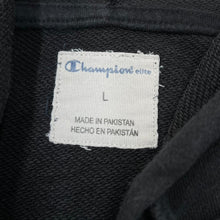 Champion elite
L
MADE IN PAKISTAN
HECHO EN PAKISTÁN